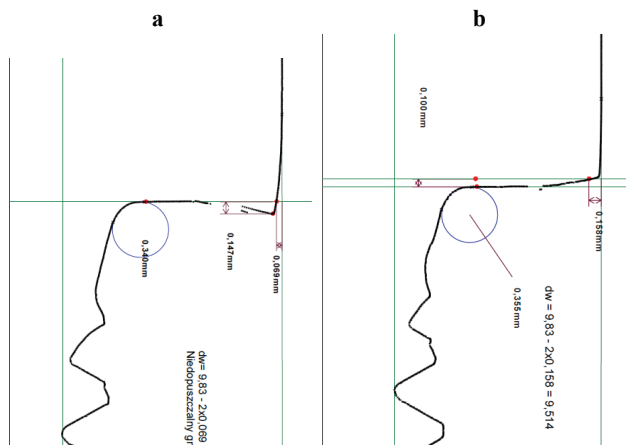 a
b
0,340mm
0,147mm
0,069mm
dw= 9,83 - 2x0,069
Niedopuszczalny gr
0,100mm
0,158mm
0,355mm
dw = 9,83 - 2x0,158 = 9,514